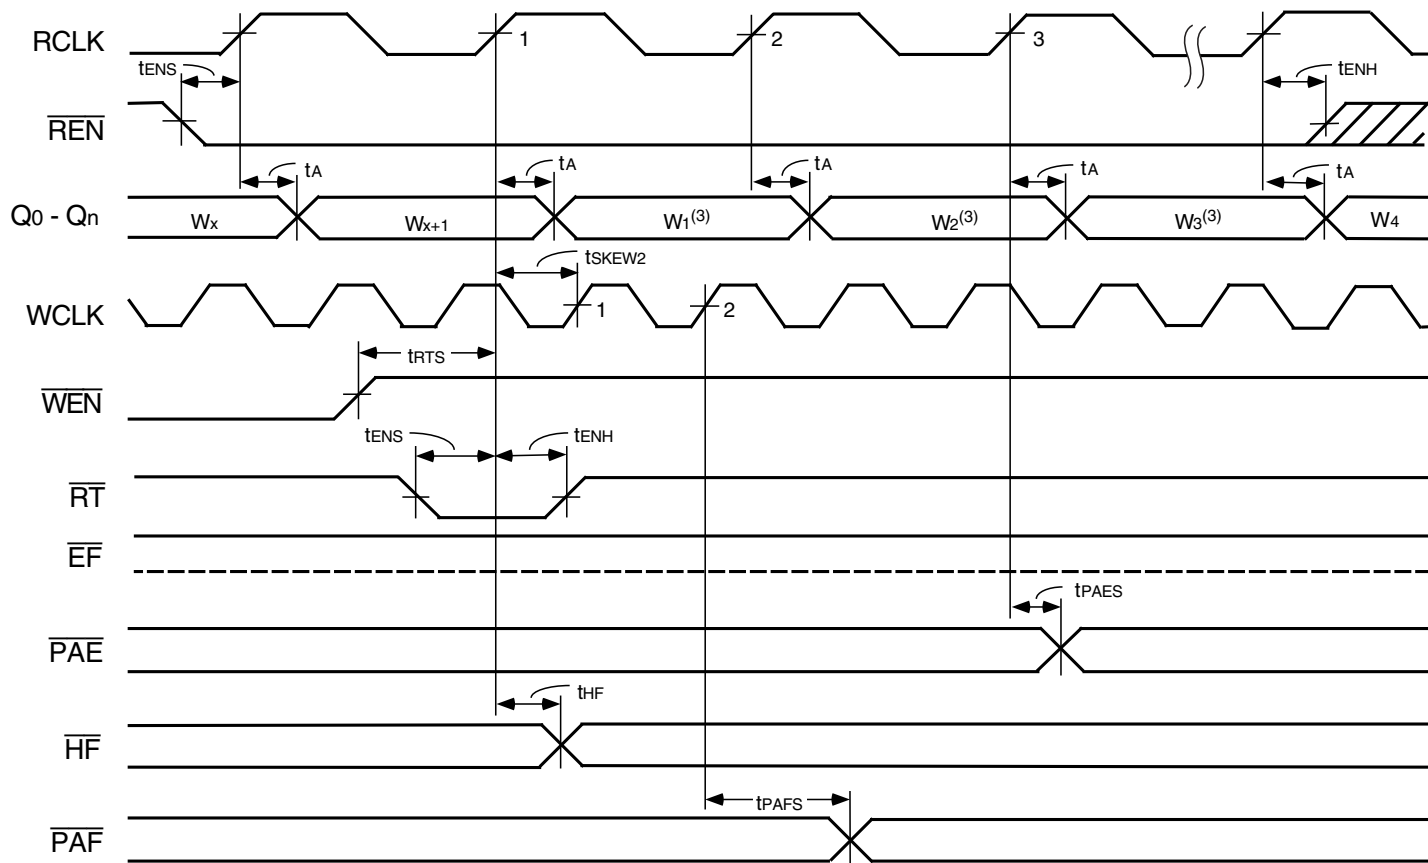 RCLK
1
2
3
tENS
tENH
REN
tA
tA
tA
tA
tA
Q0 - Qn
Wx
Wx+1
W1(3)
W2(3)
W3(3)
W4
tSKEW2
WCLK
1
2
tRTS
WEN
tENS
tENH
RT
EF
tPAES
PAE
tHF
HF
tPAFS
PAF